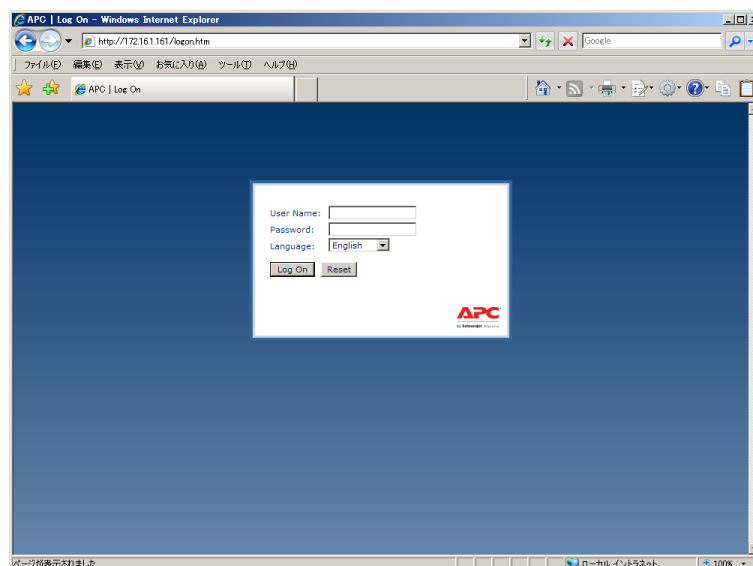 APC | Log On - Windows Internet Explorer
http://172.16.1.161/logon.htm
Google
ファイル(F) 編集(E) 表示(V) お気に入り(A) ツール(T) ヘルプ(H)
APC | Log On
User Name:
Password:
Language: English
Log On Reset
APC
by Schneider Electric
ページが表示されました
ローカル イントラネット
100%